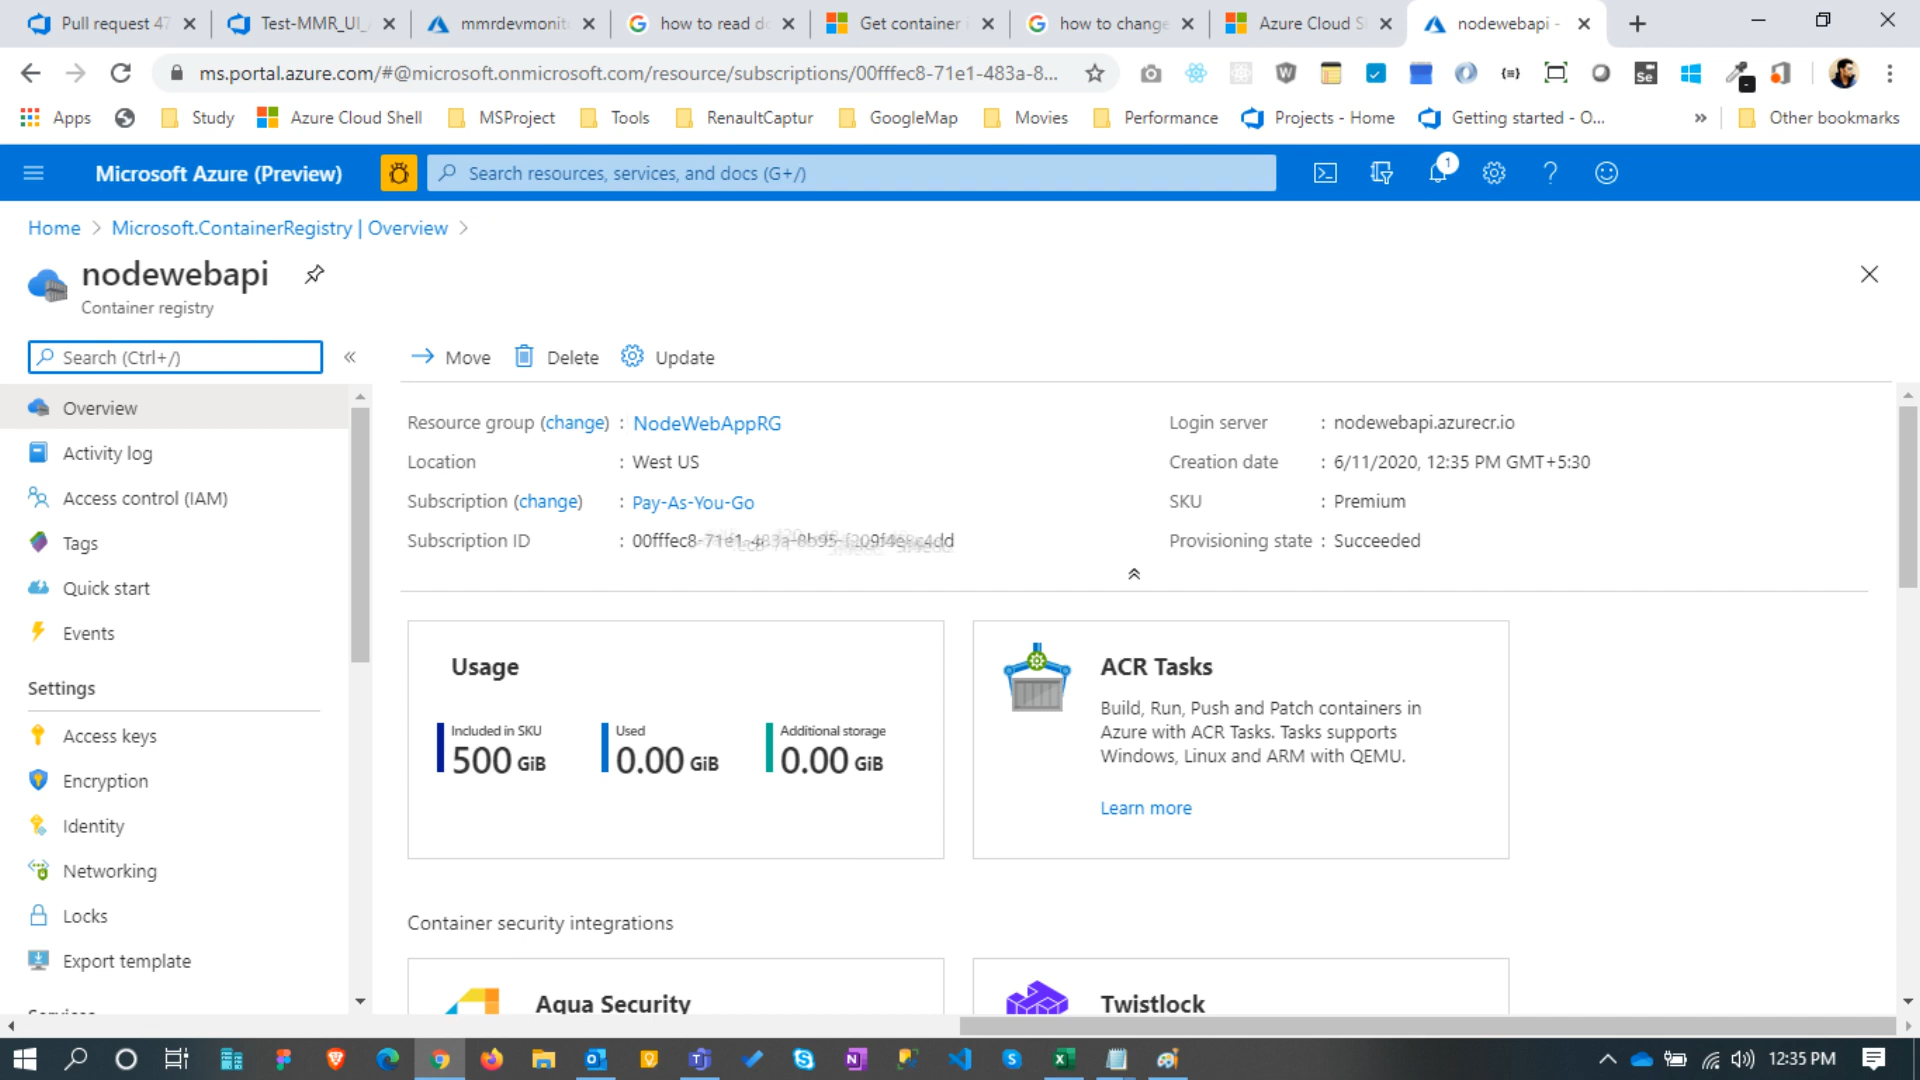 Pull request 47
Test-MMR_UI_
mmrdevmonit
how to read do
Get container i
how to change
Azure Cloud S
nodewebapi -
ms.portal.azure.com/#@microsoft.onmicrosoft.com/resource/subscriptions/00fffec8-71e1-483a-8...
Apps
Study
Azure Cloud Shell
MSProject
Tools
RenaultCaptur
GoogleMap
Movies
Performance
Projects - Home
Getting started - O...
»
Other bookmarks
Microsoft Azure (Preview)
Search resources, services, and docs (G+/)
1
Home > Microsoft.ContainerRegistry | Overview >
nodewebapi
Container registry
Search (Ctrl+/)
«
Move
Delete
Update
Overview
Activity log
Access control (IAM)
Tags
Quick start
Events
Settings
Access keys
Encryption
Identity
Networking
Locks
Export template
Resource group (change) : NodeWebAppRG
Location : West US
Subscription (change) : Pay-As-You-Go
Subscription ID : 00fffec8-71e1-483a-
Login server : nodewebapi.azurecr.io
Creation date : 6/11/2020, 12:35 PM GMT+5:30
SKU : Premium
Provisioning state : Succeeded
Usage
Included in SKU
500 GiB
Used
0.00 GiB
Additional storage
0.00 GiB
ACR Tasks
Build, Run, Push and Patch containers in
Azure with ACR Tasks. Tasks supports
Windows, Linux and ARM with QEMU.
Learn more
Container security integrations
Aqua Security
Twistlock
12:35 PM